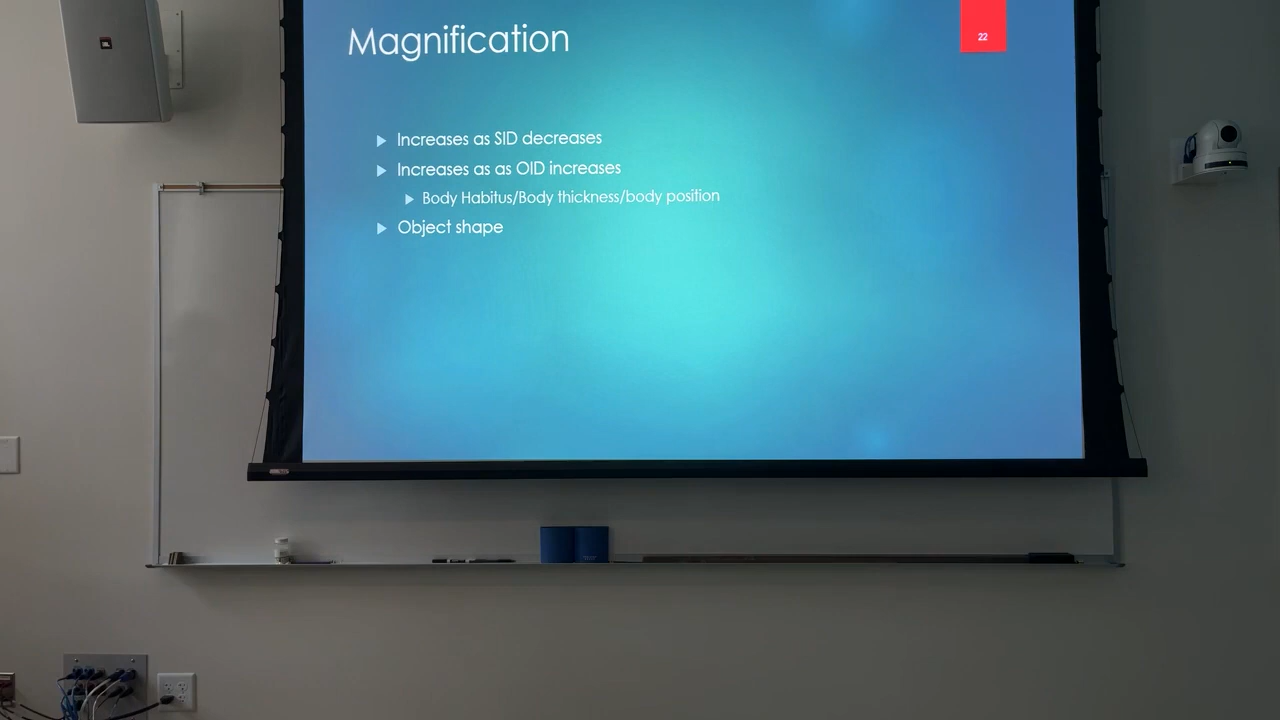 Magnification
22
Increases as SID decreases
Increases as as OID increases
Body Habitus/Body thickness/body position
Object shape
JBL